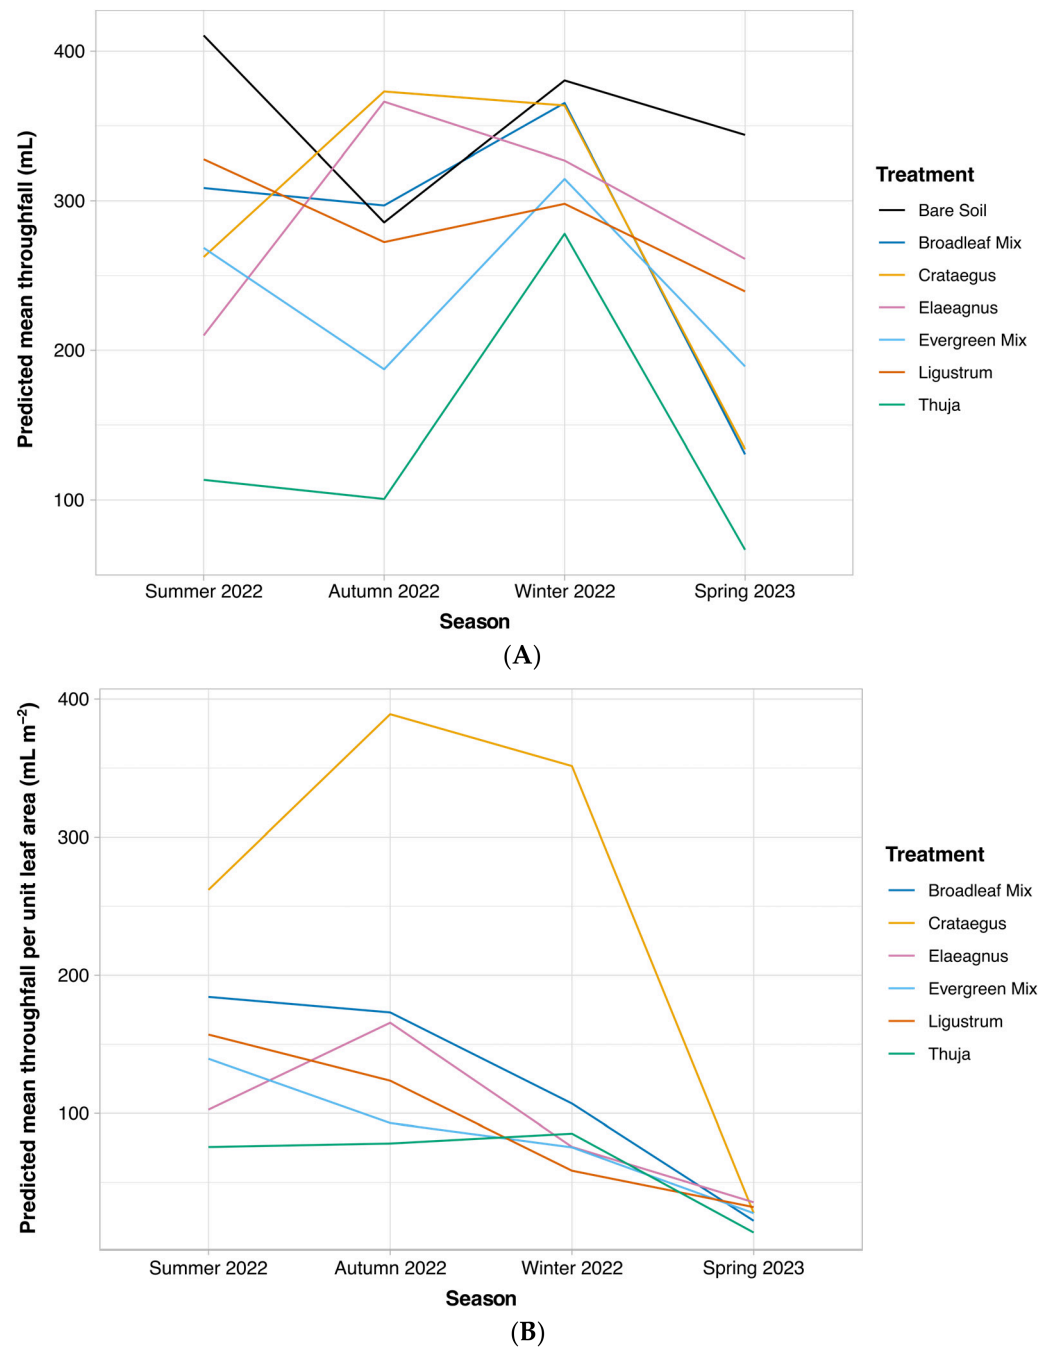 Predicted mean throughfall (mL)
400
300
200
100
Summer 2022
Autumn 2022
Winter 2022
Spring 2023
Season
Treatment
Bare Soil
Broadleaf Mix
Crataegus
Elaeagnus
Evergreen Mix
Ligustrum
Thuja
(A)
Predicted mean throughfall per unit leaf area (mL m⁻²)
400
300
200
100
Summer 2022
Autumn 2022
Winter 2022
Spring 2023
Season
Treatment
Broadleaf Mix
Crataegus
Elaeagnus
Evergreen Mix
Ligustrum
Thuja
(B)